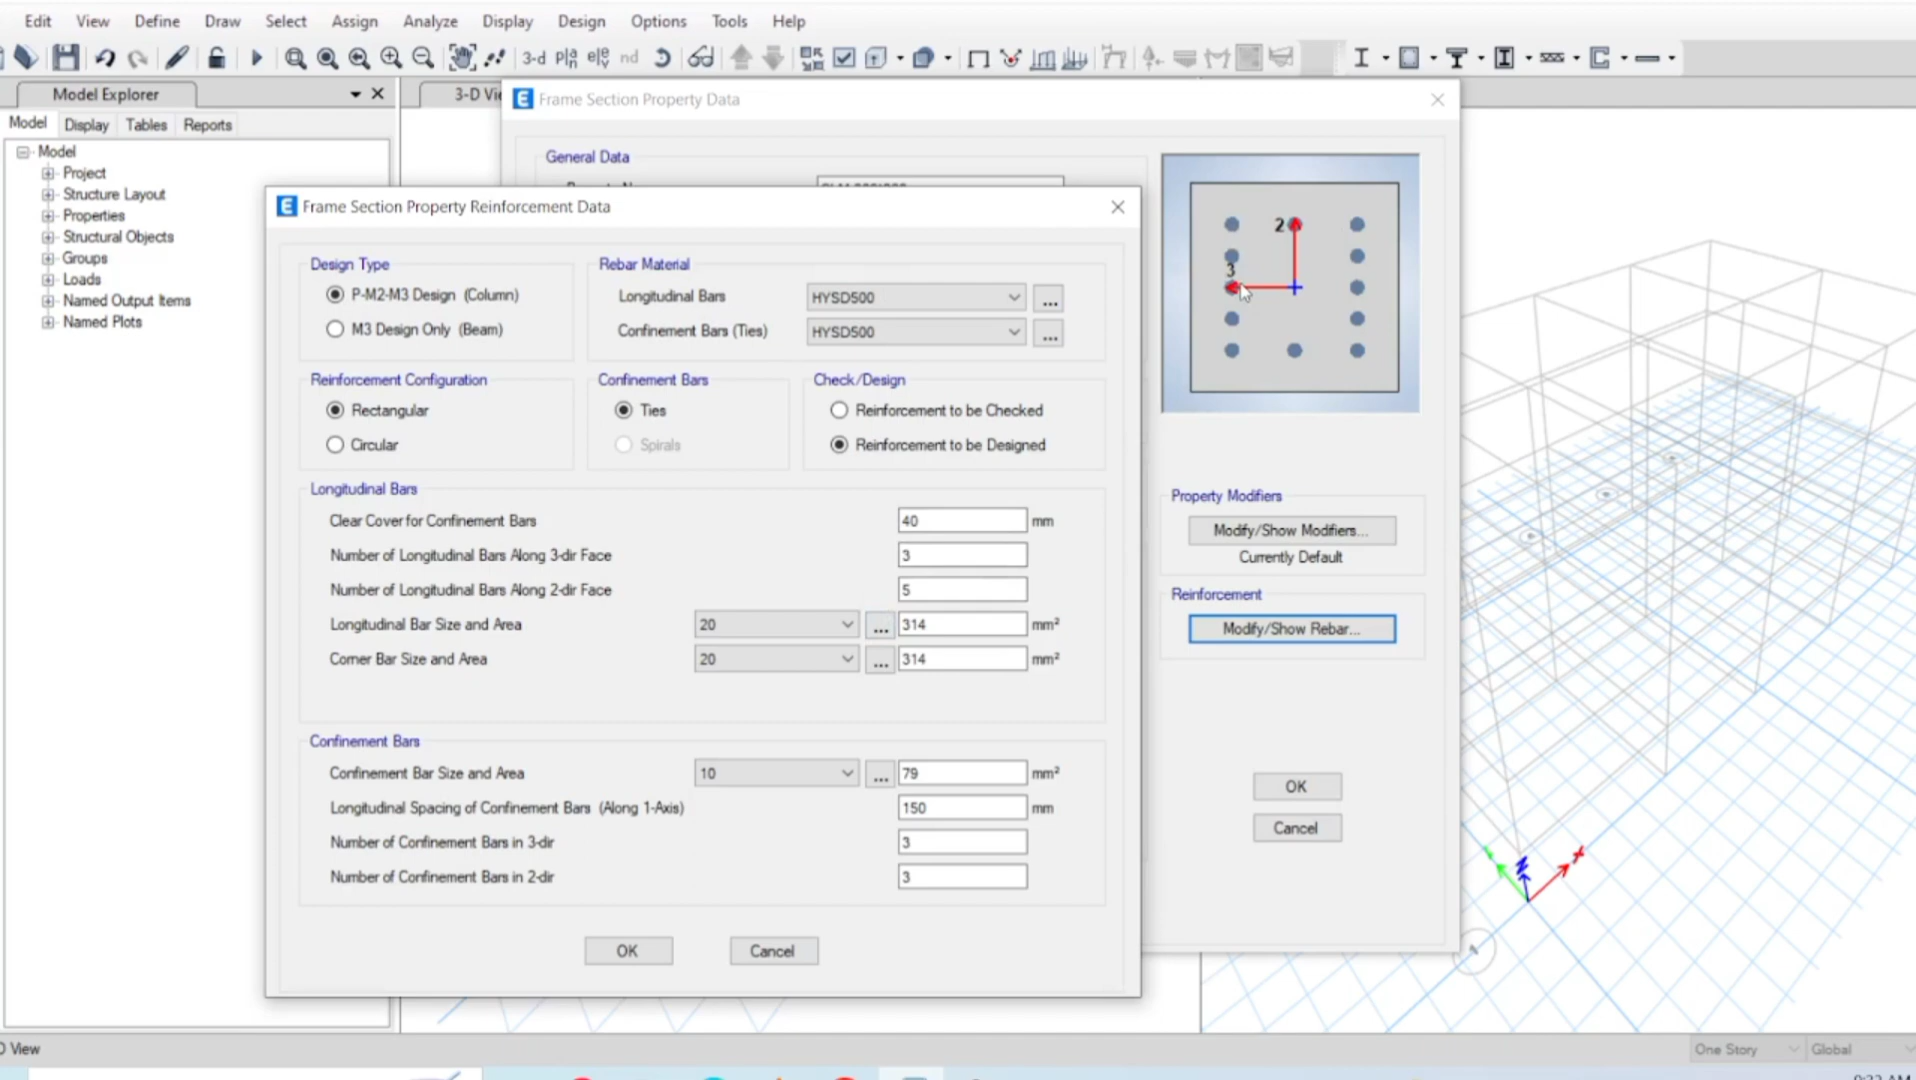 Edit View Define Draw Select Assign Analyze Display Design Options Tools Help
3-d nd
Model Explorer
3-D Vie
Frame Section Property Data
Model Display Tables Reports
Model
Project
Structure Layout
Properties
Structural Objects
Groups
Loads
Named Output Items
Named Plots
General Data
Frame Section Property Reinforcement Data
2
3
Design Type
P-M2-M3 Design (Column)
M3 Design Only (Beam)
Rebar Material
Longitudinal Bars HYSD500 ...
Confinement Bars (Ties) HYSD500 ...
Reinforcement Configuration
Rectangular
Circular
Confinement Bars
Ties
Spirals
Check/Design
Reinforcement to be Checked
Reinforcement to be Designed
Longitudinal Bars
Clear Cover for Confinement Bars 40 mm
Number of Longitudinal Bars Along 3-dir Face 3
Number of Longitudinal Bars Along 2-dir Face 5
Longitudinal Bar Size and Area 20 ... 314 mm²
Corner Bar Size and Area 20 ... 314 mm²
Confinement Bars
Confinement Bar Size and Area 10 ... 79 mm²
Longitudinal Spacing of Confinement Bars (Along 1-Axis) 150 mm
Number of Confinement Bars in 3-dir 3
Number of Confinement Bars in 2-dir 3
OK Cancel
Property Modifiers
Modify/Show Modifiers...
Currently Default
Reinforcement
Modify/Show Rebar...
OK
Cancel
Z X
A
D View
One Story Global